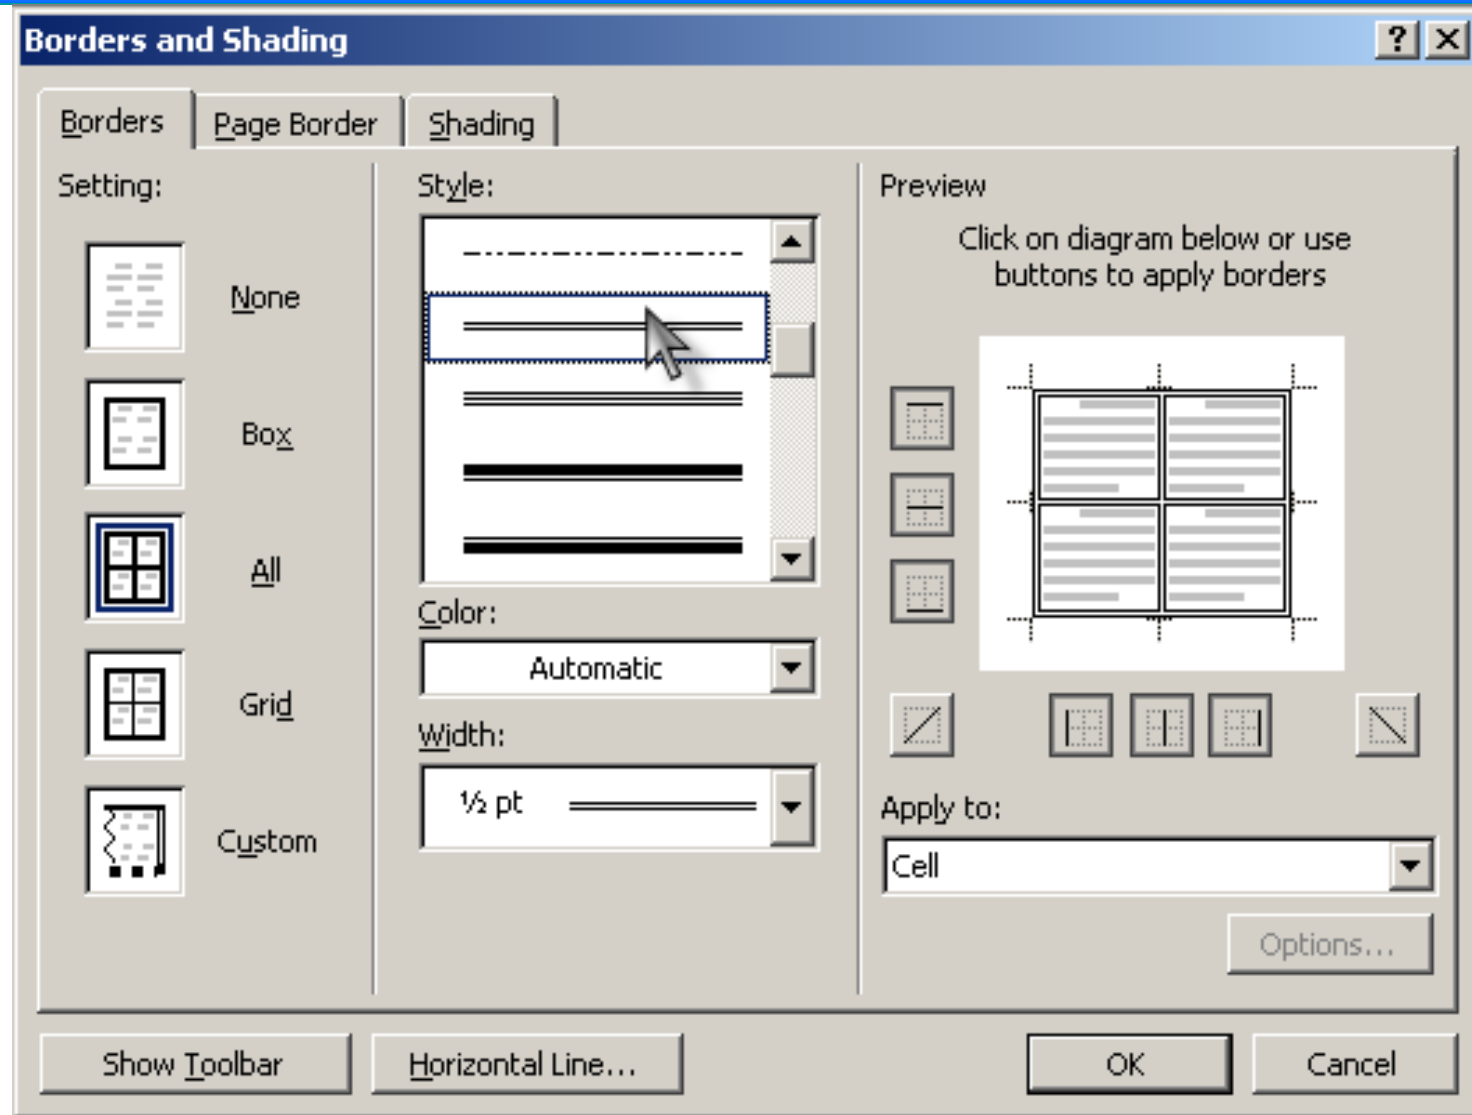 Borders and Shading
Borders
Page Border
Shading
Setting:
None
Box
All
Grid
Custom
Style:
Color:
Automatic
Width:
½ pt
Preview
Click on diagram below or use
buttons to apply borders
Apply to:
Cell
Options...
Show Toolbar
Horizontal Line...
OK
Cancel